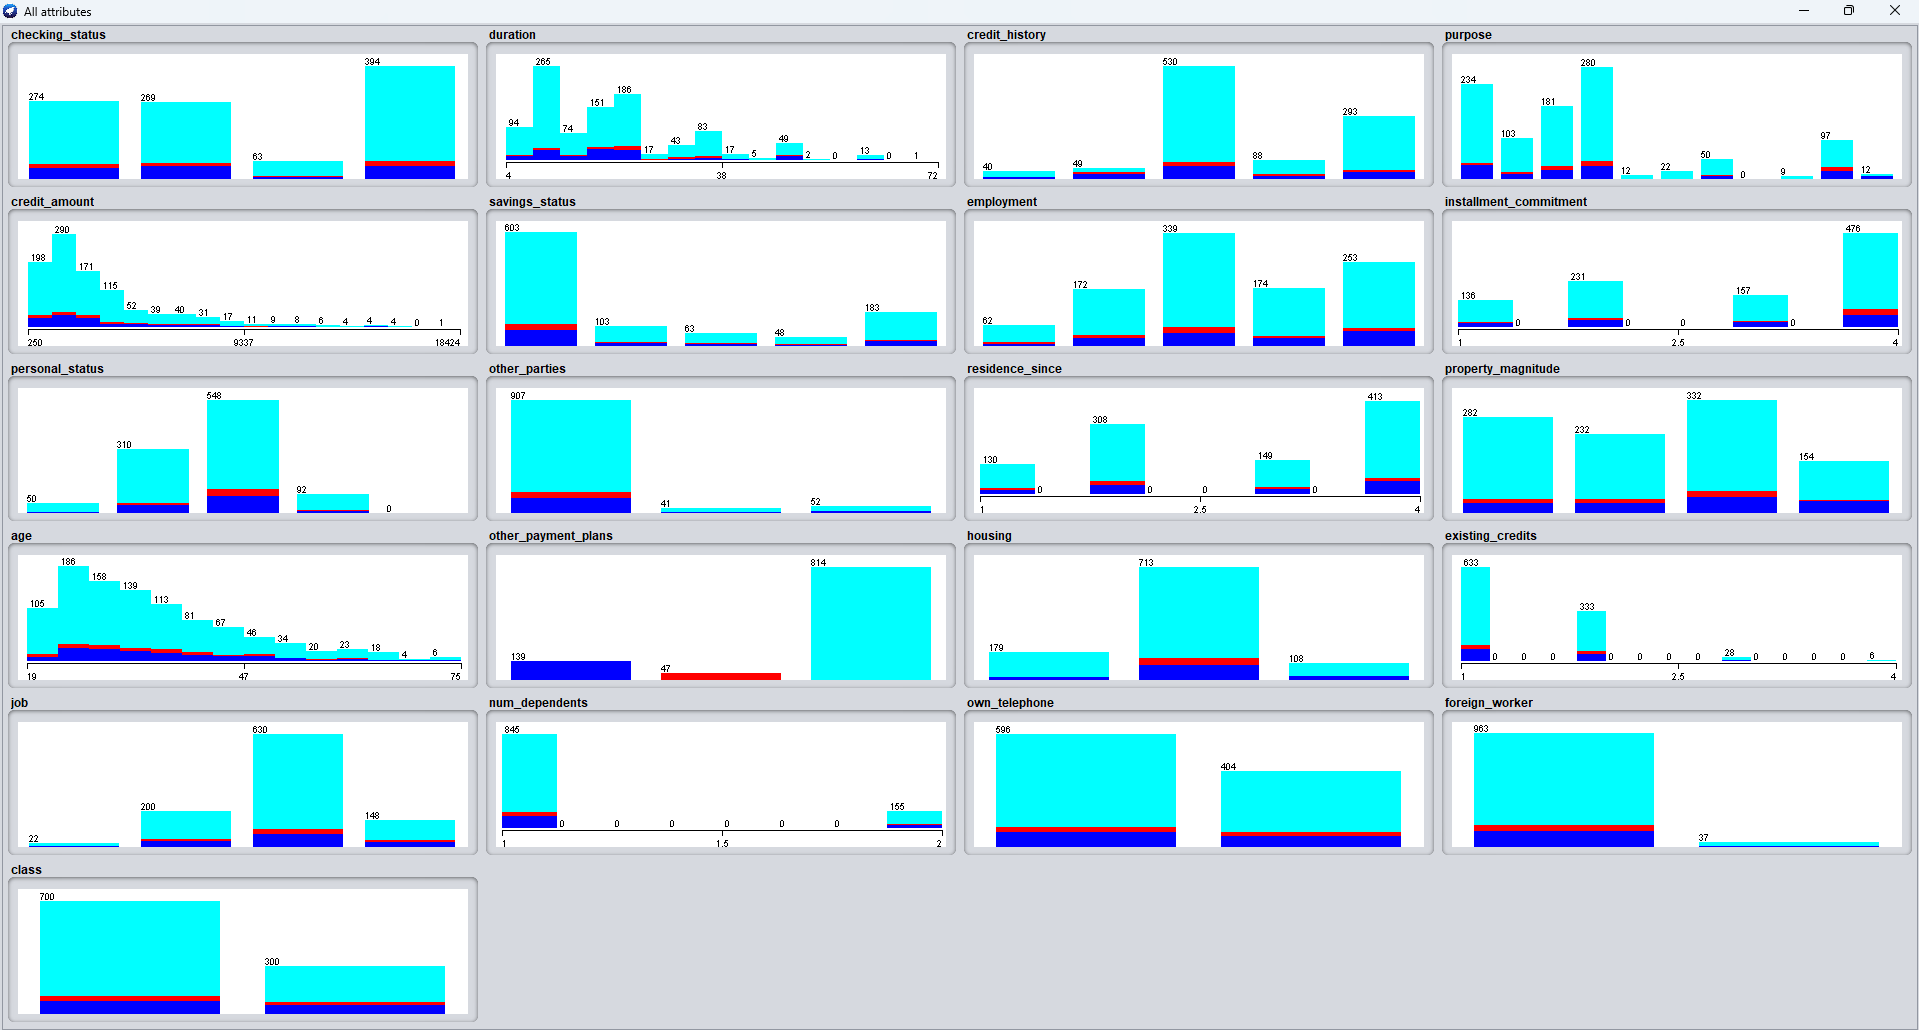 All attributes
checking_status
274 269 63 394
duration
94 265 74 151 186 17 43 83 17 5 49 2 0 13 0 1
4 38 72
credit_history
40 49 530 88 293
purpose
234 103 181 280 12 22 50 0 9 97 12
credit_amount
198 290 171 115 52 39 40 31 17 11 9 8 6 4 4 4 0 1
250 9337 18424
savings_status
603 103 63 48 183
employment
62 172 339 174 253
installment_commitment
136 0 231 0 0 157 0 476
1 2.5 4
personal_status
50 310 548 92 0
other_parties
907 41 52
residence_since
130 0 308 0 0 149 0 413
1 2.5 4
property_magnitude
282 232 332 154
age
105 186 158 139 113 81 67 46 34 20 23 18 4 6
19 47 75
other_payment_plans
139 47 814
housing
179 713 108
existing_credits
633 0 0 0 333 0 0 0 0 28 0 0 0 0 6
1 2.5 4
job
22 200 630 148
num_dependents
845 0 0 0 0 0 0 155
1 1.5 2
own_telephone
596 404
foreign_worker
963 37
class
700 300